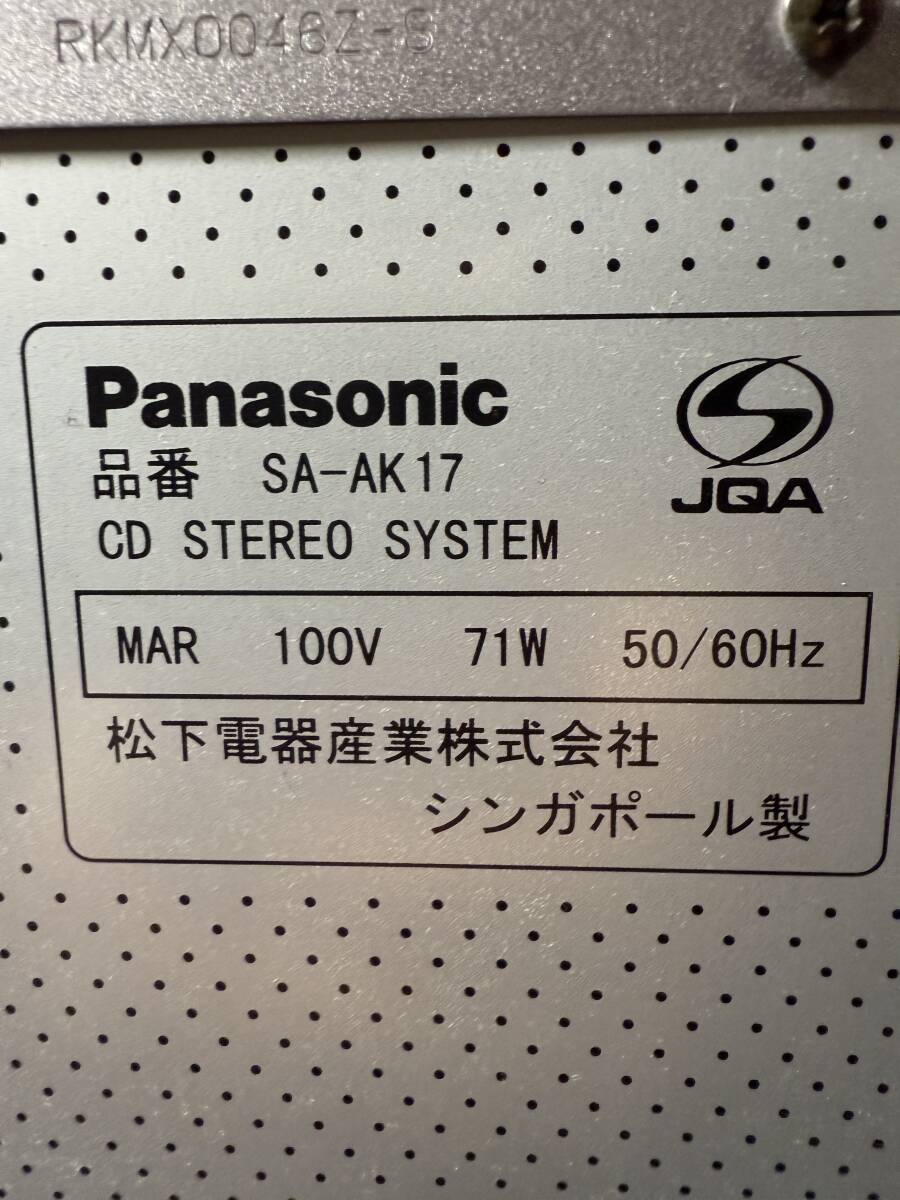 RKMX0046Z-S
Panasonic
品番 SA-AK17
JQA
CD STEREO SYSTEM
MAR 100V 71W 50/60Hz
松下電器産業株式会社
シンガポール製